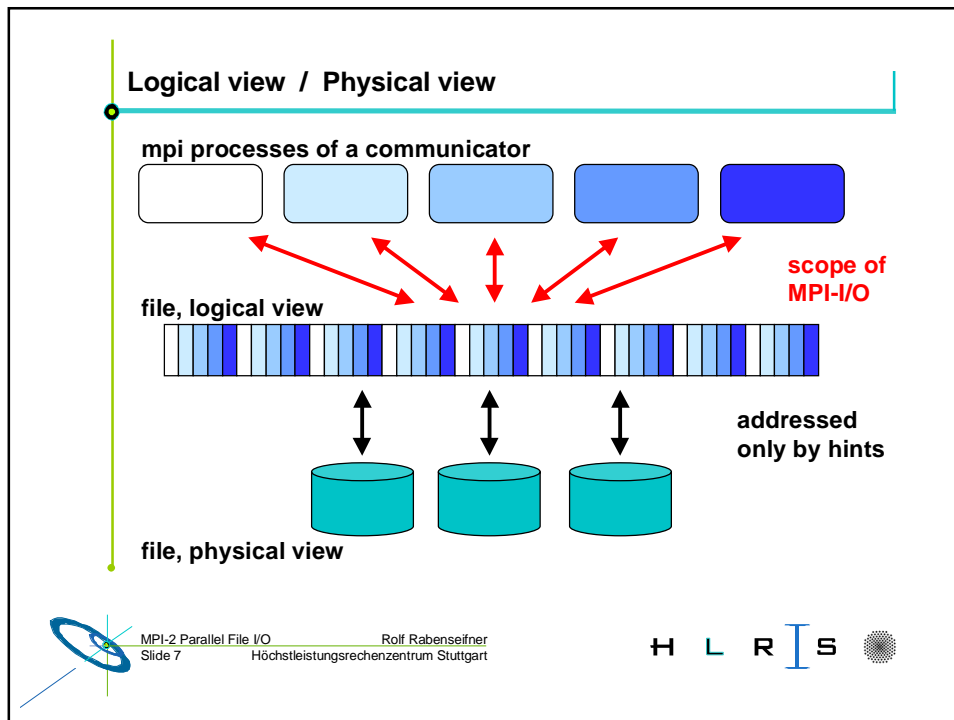 Logical view / Physical view
mpi processes of a communicator
scope of
MPI-I/O
file, logical view
addressed
only by hints
file, physical view
MPI-2 Parallel File I/O Rolf Rabenseifner
Slide 7 Höchstleistungsrechenzentrum Stuttgart
H L R I S